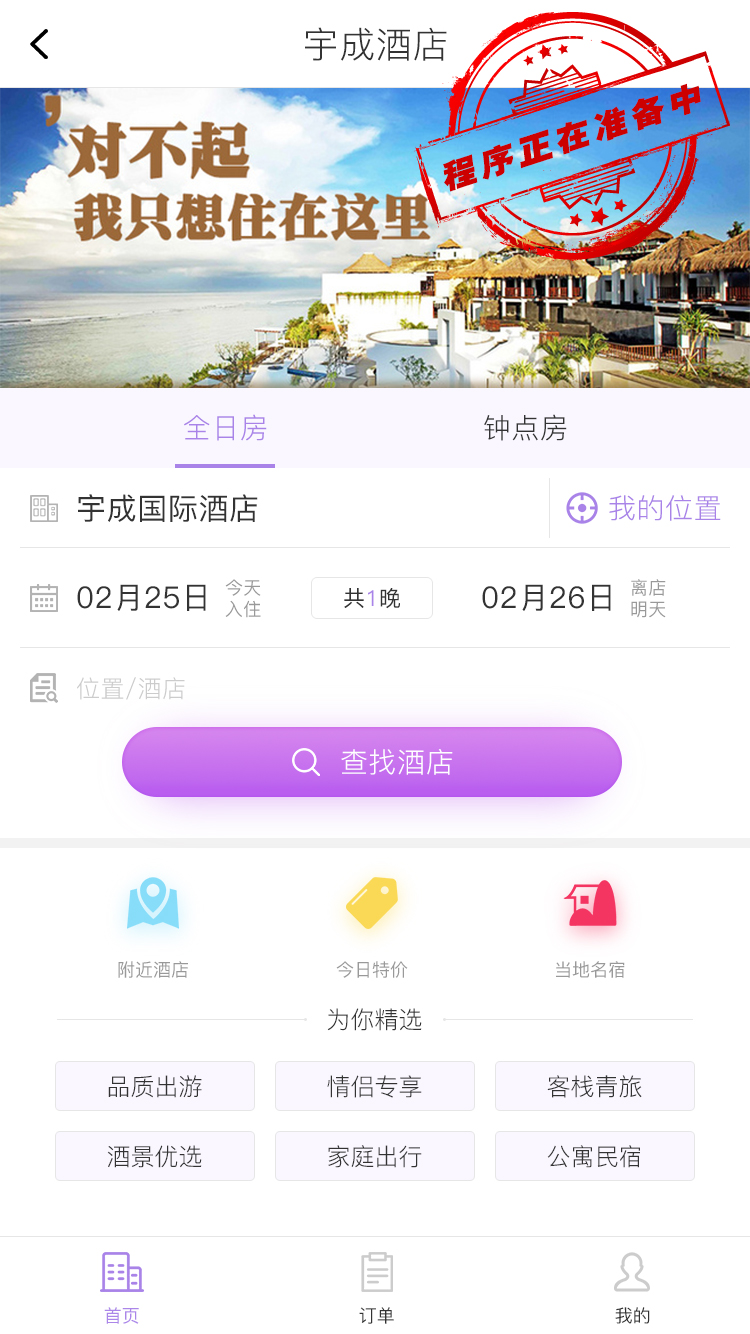 宇成酒店
程序正在准备中
’对不起
我只想住在这里
全日房
钟点房
宇成国际酒店
我的位置
02月25日 今天
入住
共1晚
02月26日 离店
明天
位置/酒店
查找酒店
附近酒店
今日特价
当地名宿
为你精选
品质出游
情侣专享
客栈青旅
酒景优选
家庭出行
公寓民宿
首页
订单
我的